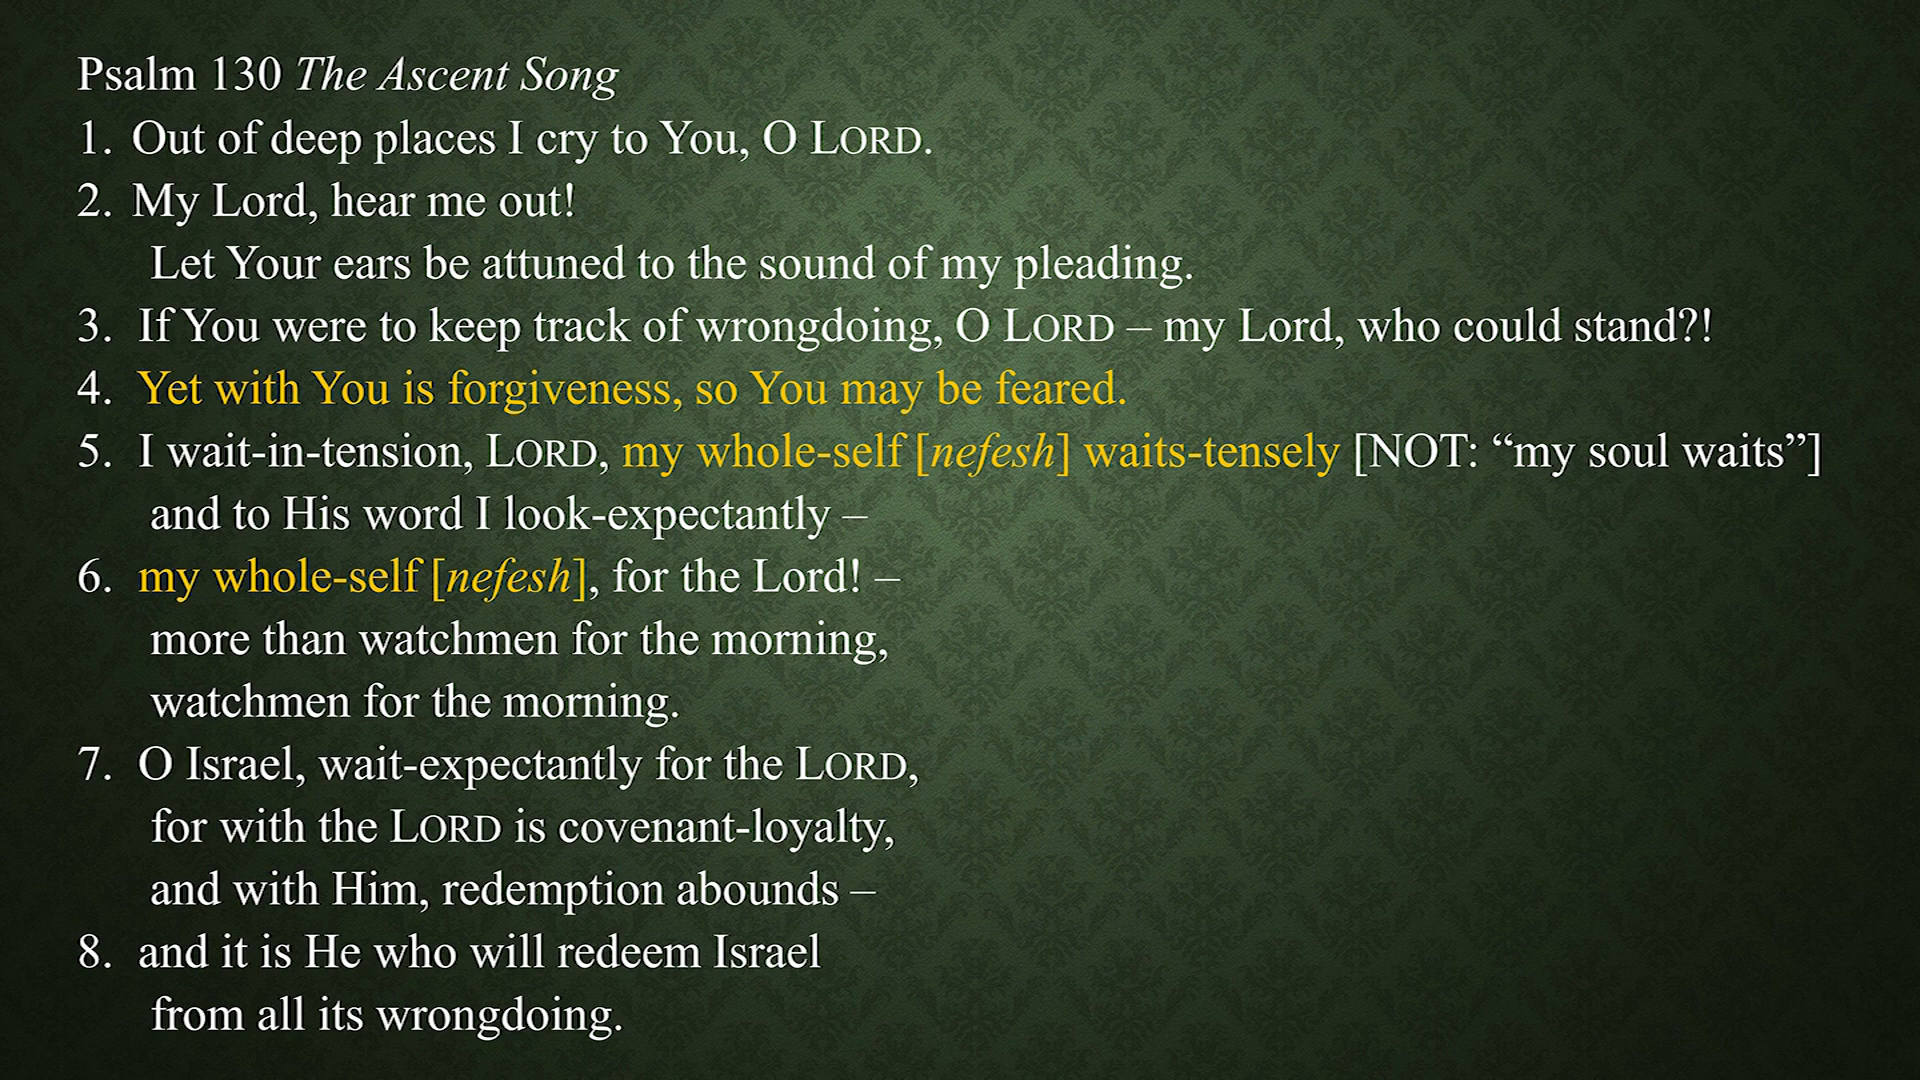 Psalm 130 The Ascent Song
1. Out of deep places I cry to You, O LORD.
2. My Lord, hear me out!
Let Your ears be attuned to the sound of my pleading.
3. If You were to keep track of wrongdoing, O LORD – my Lord, who could stand?!
4. Yet with You is forgiveness, so You may be feared.
5. I wait-in-tension, LORD, my whole-self [nefesh] waits-tensely [NOT: “my soul waits”]
and to His word I look-expectantly –
6. my whole-self [nefesh], for the Lord! –
more than watchmen for the morning,
watchmen for the morning.
7. O Israel, wait-expectantly for the LORD,
for with the LORD is covenant-loyalty,
and with Him, redemption abounds –
8. and it is He who will redeem Israel
from all its wrongdoing.